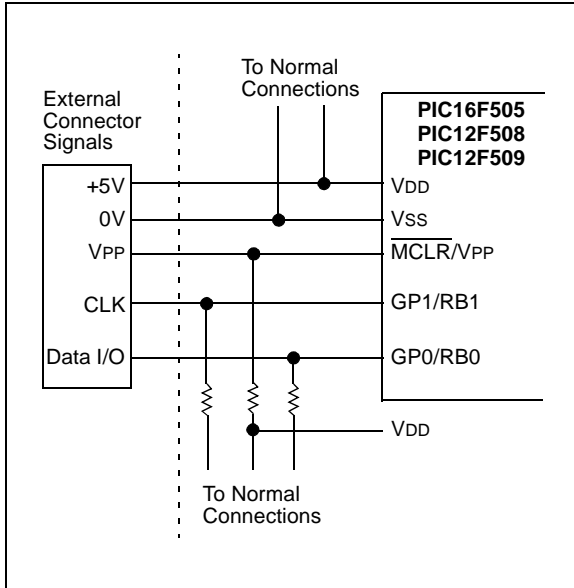 To Normal
Connections
External
Connector
Signals
PIC16F505
PIC12F508
PIC12F509
+5V
0V
VPP
CLK
Data I/O
VDD
VSS
MCLR/VPP
GP1/RB1
GP0/RB0
VDD
To Normal
Connections